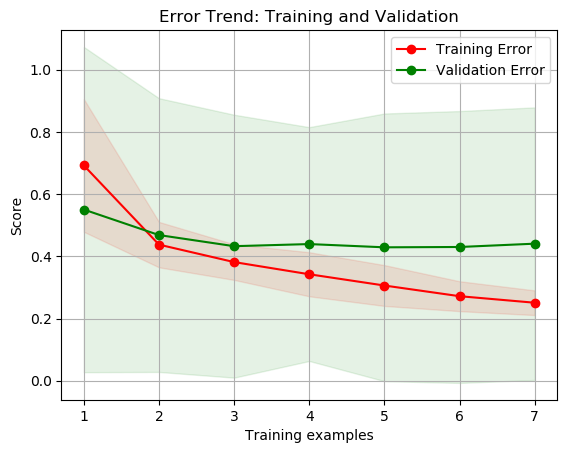 Error Trend: Training and Validation
Training Error
Validation Error
Score
1.0
0.8
0.6
0.4
0.2
0.0
1 2 3 4 5 6 7
Training examples